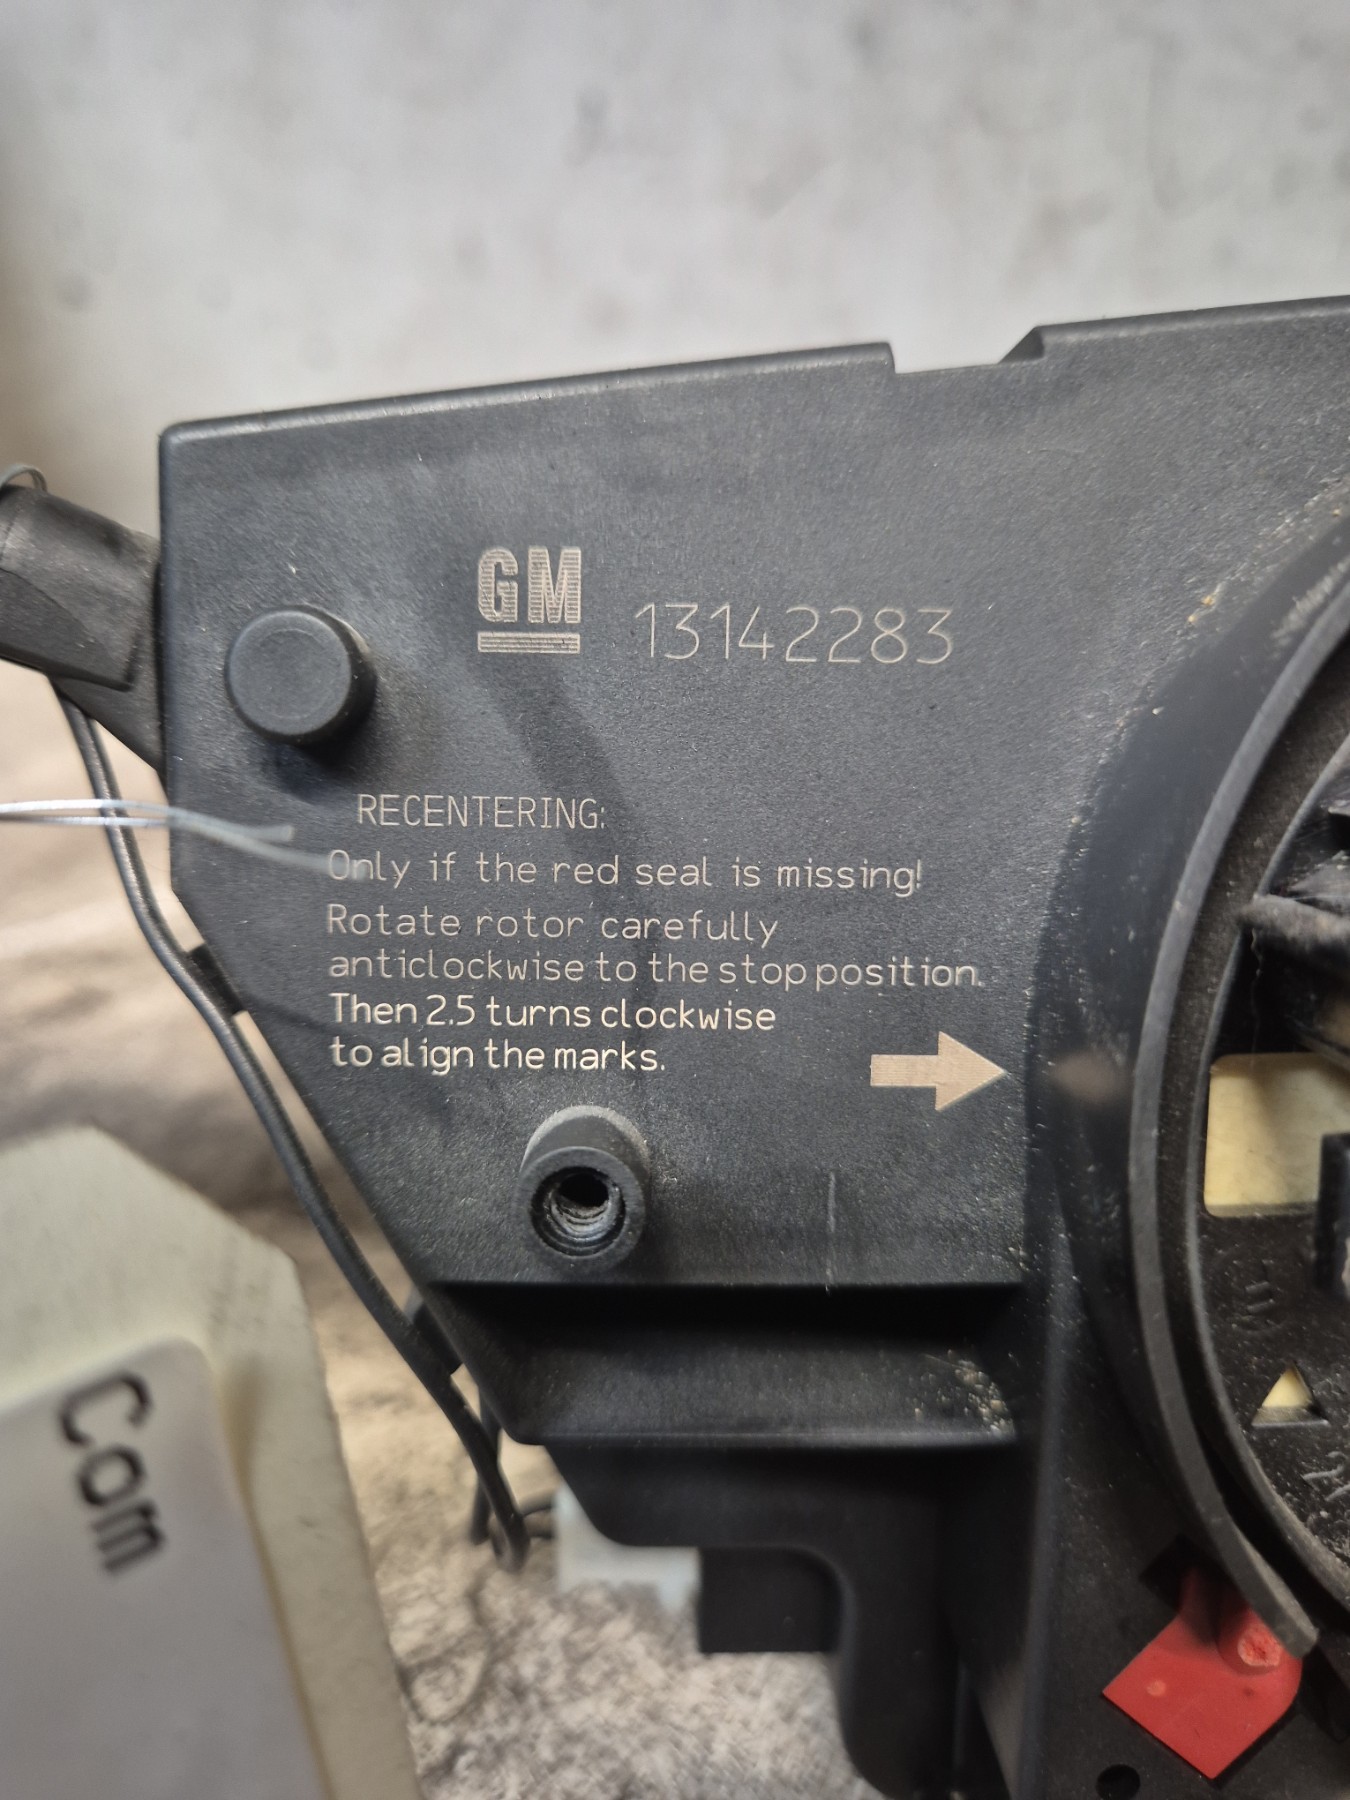 GM
13142283
RECENTERING:
Only if the red seal is missing!
Rotate rotor carefully
anticlockwise to the stop position.
Then 2.5 turns clockwise
to align the marks.
Com